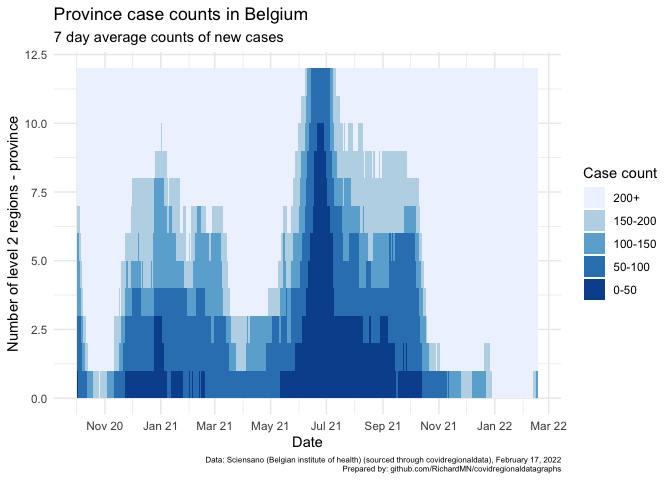 Province case counts in Belgium
7 day average counts of new cases
Number of level 2 regions - province
12.5
10.0
7.5
5.0
2.5
0.0
Nov 20 Jan 21 Mar 21 May 21 Jul 21 Sep 21 Nov 21 Jan 22 Mar 22
Date
Case count
200+
150-200
100-150
50-100
0-50
Data: Sciensano (Belgian institute of health) (sourced through covidregionaldata), February 17, 2022
Prepared by: github.com/RichardMN/covidregionaldatagraphs